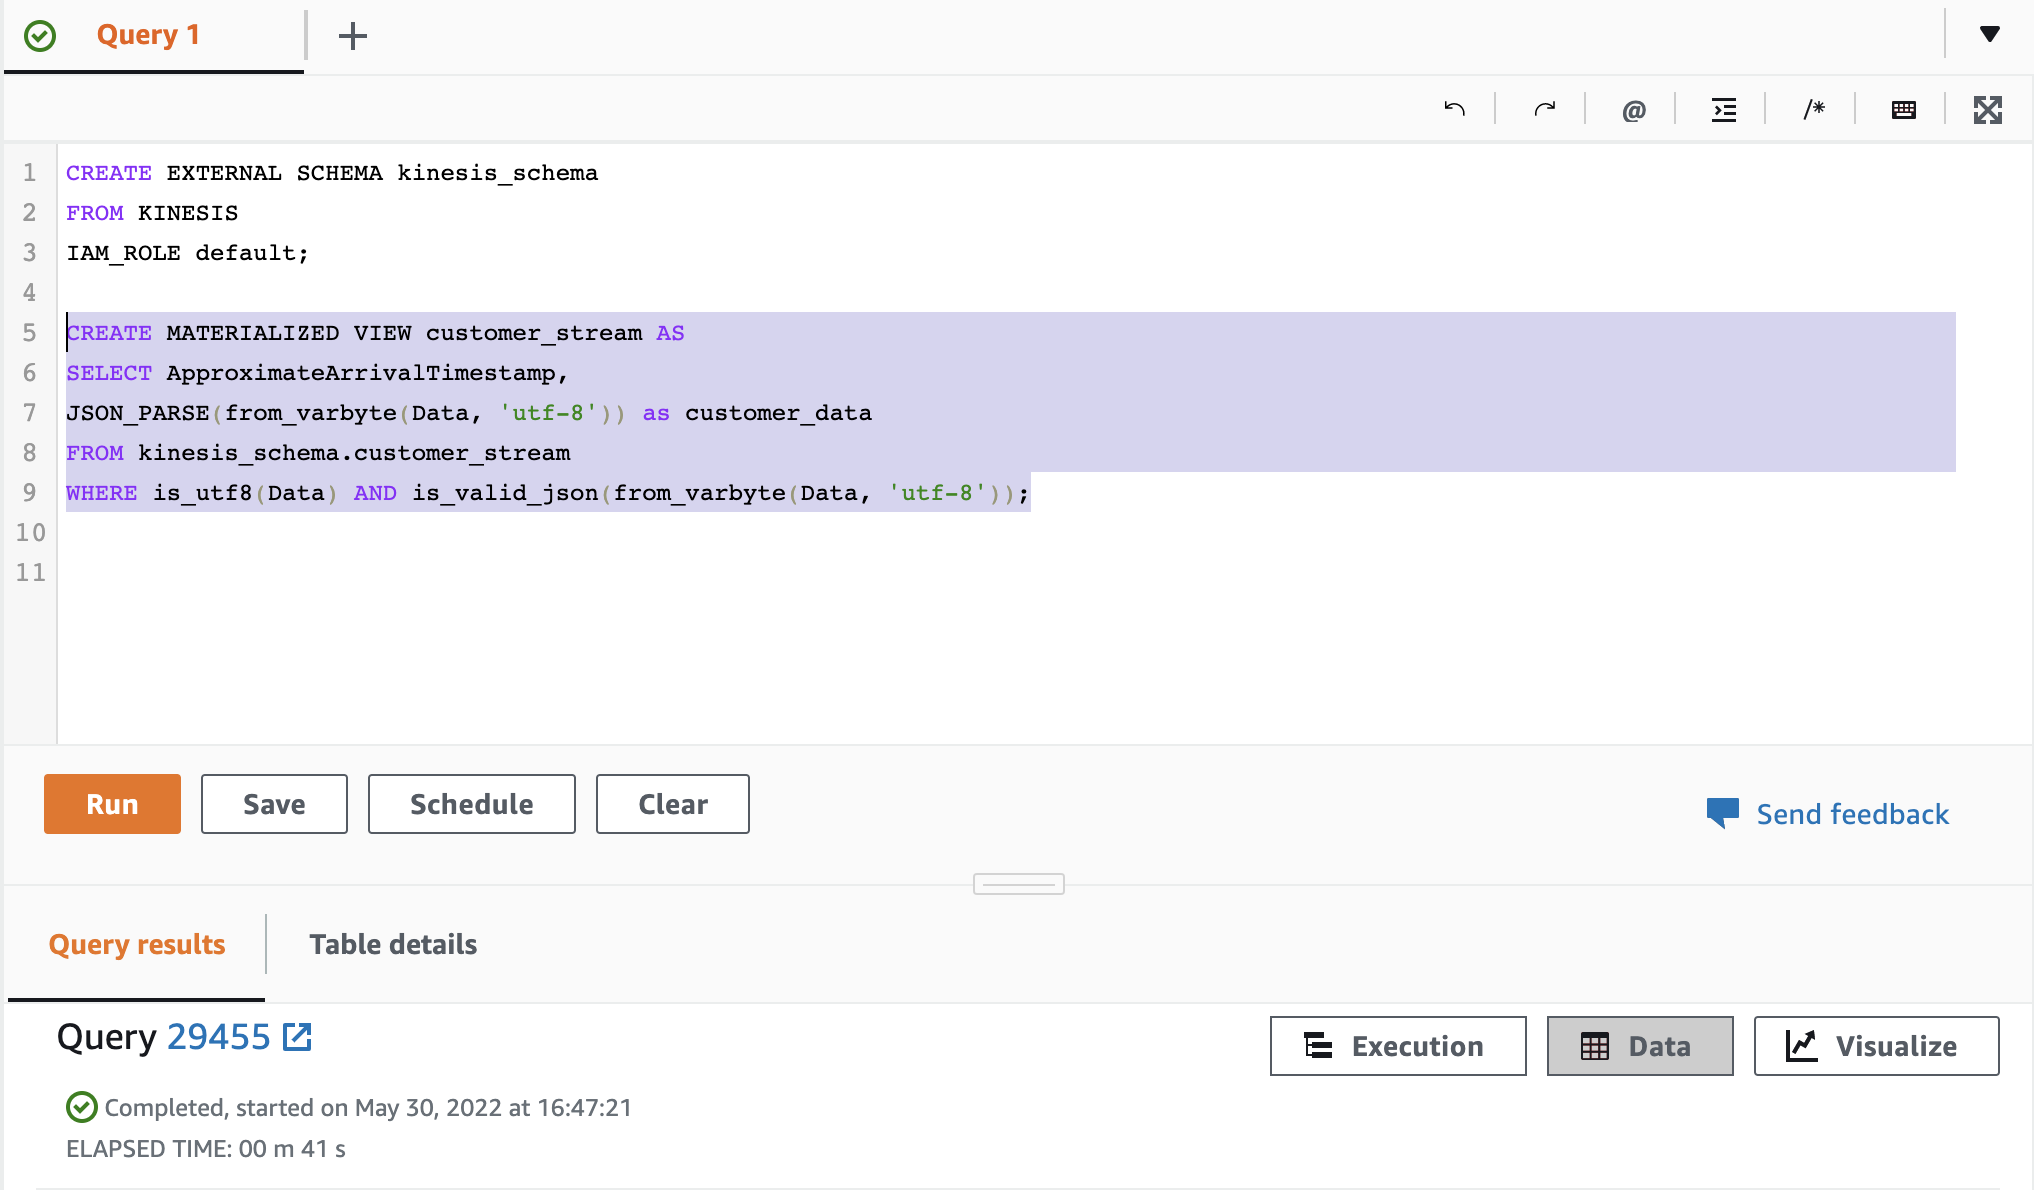 Query 1
@
/*
1 CREATE EXTERNAL SCHEMA kinesis_schema
2 FROM KINESIS
3 IAM_ROLE default;
4
5 CREATE MATERIALIZED VIEW customer_stream AS
6 SELECT ApproximateArrivalTimestamp,
7 JSON_PARSE(from_varbyte(Data, 'utf-8')) as customer_data
8 FROM kinesis_schema.customer_stream
9 WHERE is_utf8(Data) AND is_valid_json(from_varbyte(Data, 'utf-8'));
10
11
Run Save Schedule Clear Send feedback
Query results Table details
Query 29455 Execution Data Visualize
Completed, started on May 30, 2022 at 16:47:21
ELAPSED TIME: 00 m 41 s